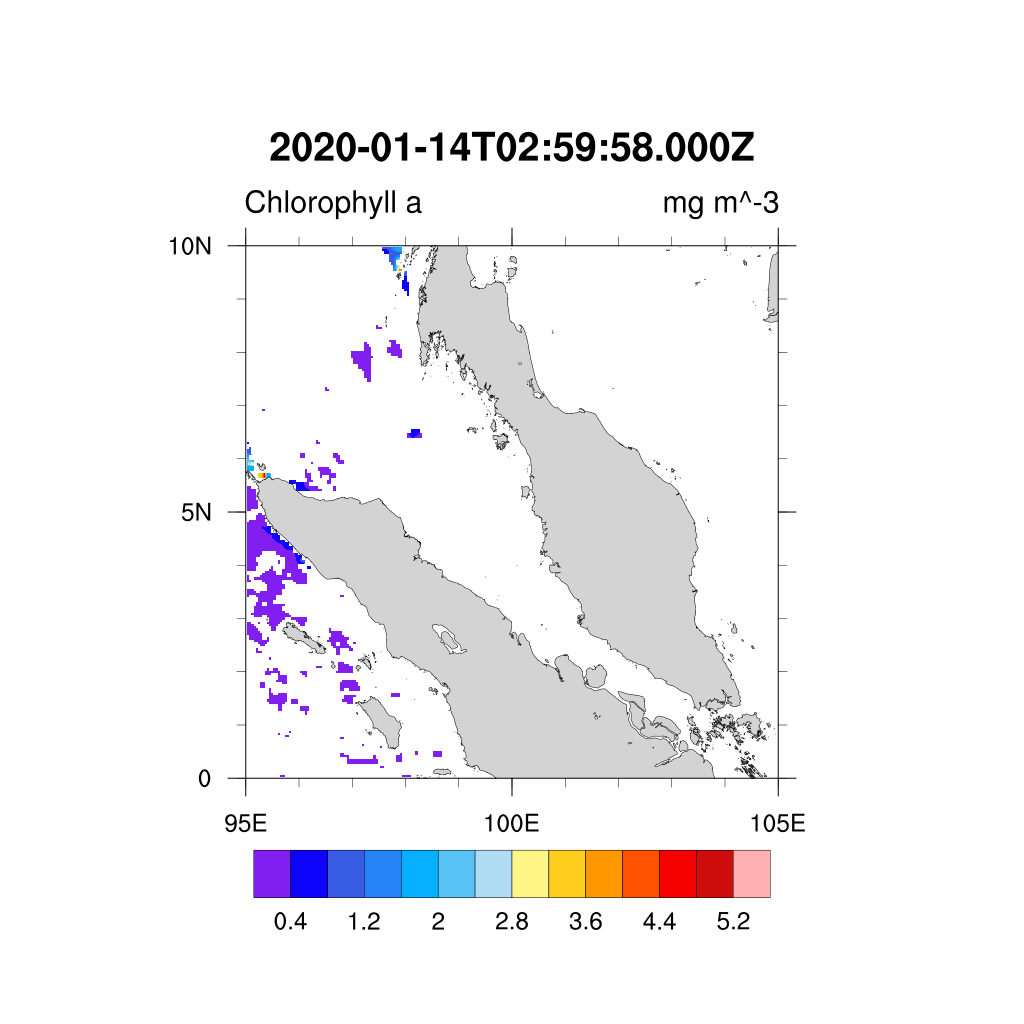 2020-01-14T02:59:58.000Z
Chlorophyll a mg m^-3
10N
5N
0
95E 100E 105E
0.4 1.2 2 2.8 3.6 4.4 5.2